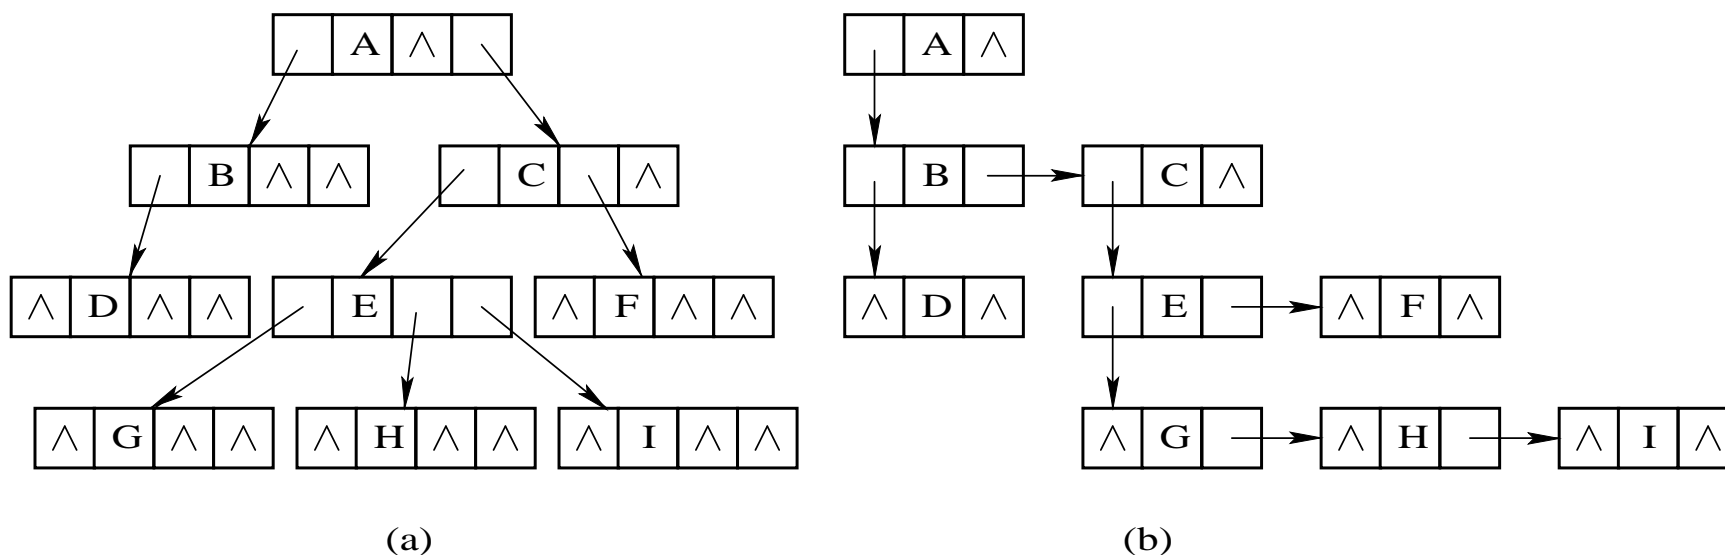 A ∧ A ∧
B ∧ ∧ C ∧ B C ∧
∧ D ∧ ∧ E ∧ F ∧ ∧ ∧ D ∧ E ∧ F ∧
∧ G ∧ ∧ ∧ H ∧ ∧ ∧ I ∧ ∧ ∧ G ∧ H ∧ I ∧
(a) (b)